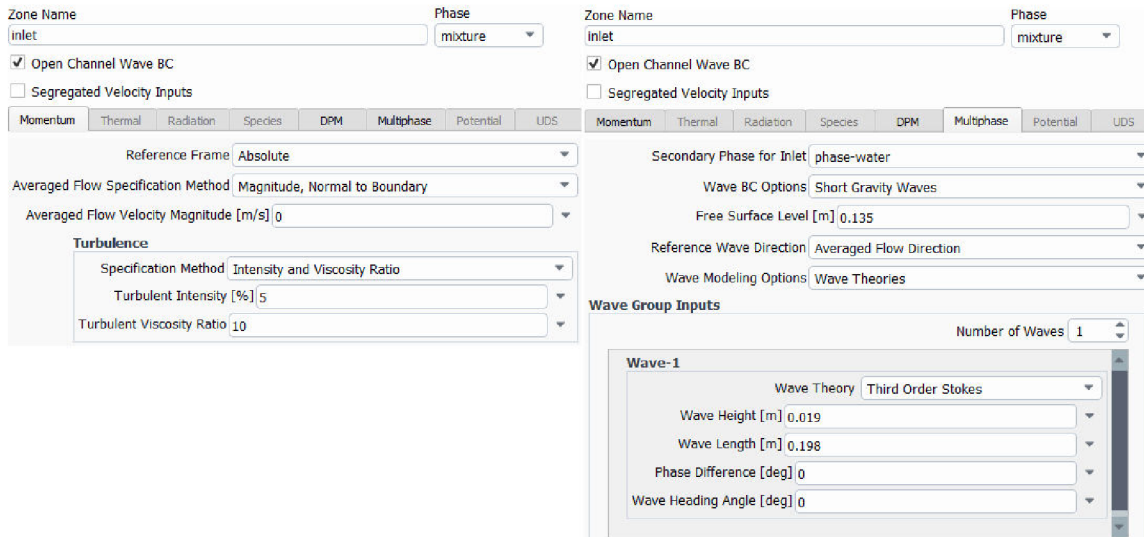 Zone Name
Phase
inlet
mixture
Open Channel Wave BC
Segregated Velocity Inputs
Momentum Thermal Radiation Species DPM Multiphase Potential UDS
Reference Frame Absolute
Averaged Flow Specification Method Magnitude, Normal to Boundary
Averaged Flow Velocity Magnitude [m/s] 0
Turbulence
Specification Method Intensity and Viscosity Ratio
Turbulent Intensity [%] 5
Turbulent Viscosity Ratio 10
Zone Name
Phase
inlet
mixture
Open Channel Wave BC
Segregated Velocity Inputs
Momentum Thermal Radiation Species DPM Multiphase Potential UDS
Secondary Phase for Inlet phase-water
Wave BC Options Short Gravity Waves
Free Surface Level [m] 0.135
Reference Wave Direction Averaged Flow Direction
Wave Modeling Options Wave Theories
Wave Group Inputs
Number of Waves 1
Wave-1
Wave Theory Third Order Stokes
Wave Height [m] 0.019
Wave Length [m] 0.198
Phase Difference [deg] 0
Wave Heading Angle [deg] 0